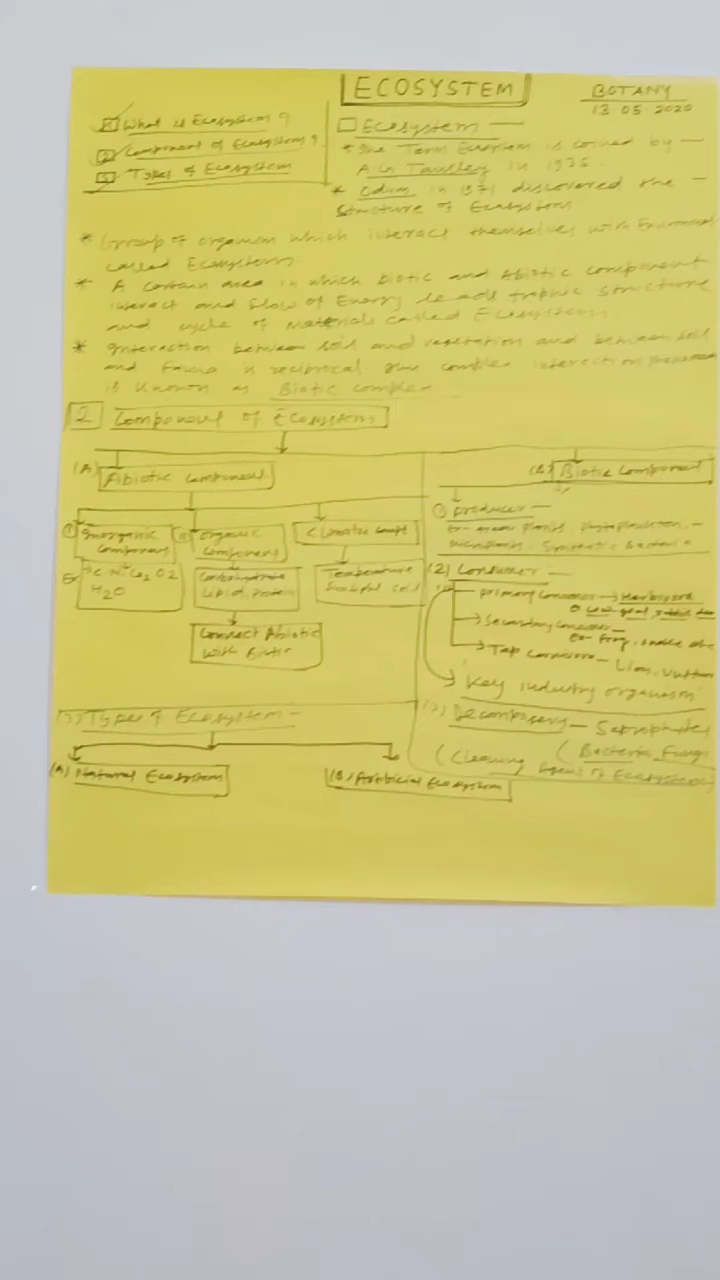 ECOSYSTEM
BOTANY
13 05 2020
1 What is Ecosystem ?
2 Component of Ecosystem ?
3 Types of Ecosystem
Ecosystem —
* The Term Ecosystem is coined by —
A.G Tansley in 1935.
* Odum in 1971 discovered the —
structure of Ecosystem
* Group of organism which interact themselves with
called Ecosystem
* A certain area in which biotic and Abiotic component
interact and flow of Energy leads trophic structure
and cycle of materials called Ecosystem.
* Interaction between soil and vegetation and between soil
and Fauna is reciprocal complex interaction
is known as Biotic complex
2 Component of Ecosystem
(A) Abiotic Component
(B) Biotic Component
① Inorganic
Component
organic
Component
Climatic
Ex
H2O
Carbohydrate
Lipid, Protein
Temperature
Sunlight soil
Connect Abiotic
with Biotic
① producer —
Ex- green plants, Phytoplankton, —
Synthetic Bacteria
(2) Consumer —
Primary Consumer → Herbivore
Secondary Consumer —
Ex- Frog, snake
→ Top carnivore — Lion,
Key industry organism
Decomposers — Saprophytes
(Bacteria, Fungi
(Cleaning Agent of Ecosystem)
(3) Types of Ecosystem —
(A) Natural Ecosystem
(B) Artificial Ecosystem